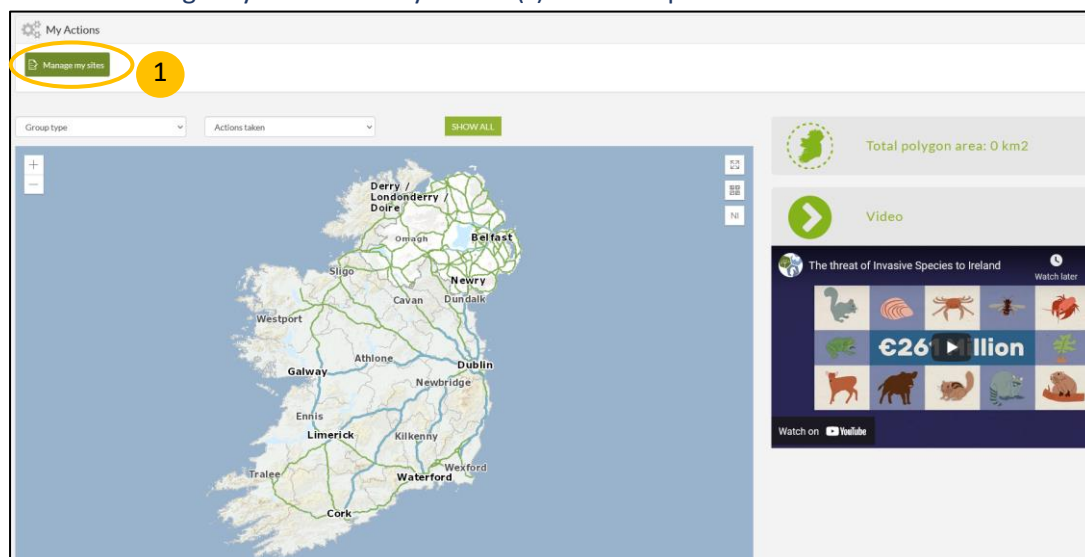 My Actions
Manage my sites
1
Group type
Actions taken
SHOW ALL
Total polygon area: 0 km2
Video
The threat of Invasive Species to Ireland
Watch later
Watch on YouTube
NI
Derry /
Londonderry /
Doire
Omagh
Belfast
Sligo
Newry
Cavan
Dundalk
Westport
Athlone
Dublin
Galway
Newbridge
Ennis
Limerick
Kilkenny
Tralee
Wexford
Waterford
Cork